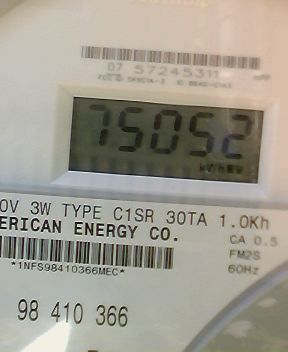 07 57245311
75052
0V 3W TYPE C1SR 30TA 1.0Kh
ERICAN ENERGY CO.
CA 0.5
FM2S
*1NFS98410366MEC*
60Hz
98 410 366